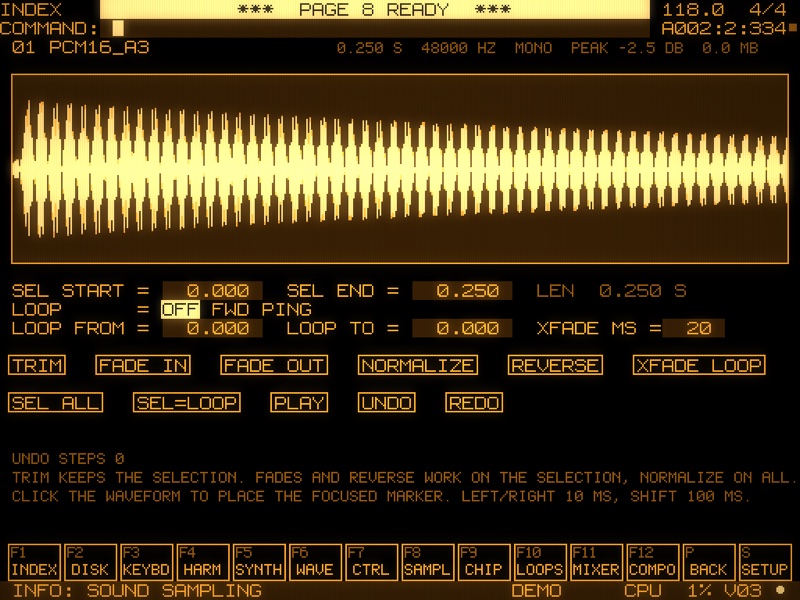 INDEX *** PAGE 8 READY *** 118.0 4/4
COMMAND: A002:2:334
01 PCM16_A3 0.250 S 48000 HZ MONO PEAK -2.5 DB 0.0 MB
SEL START = 0.000 SEL END = 0.250 LEN 0.250 S
LOOP = OFF FWD PING
LOOP FROM = 0.000 LOOP TO = 0.000 XFADE MS = 20
TRIM FADE IN FADE OUT NORMALIZE REVERSE XFADE LOOP
SEL ALL SEL=LOOP PLAY UNDO REDO
UNDO STEPS 0
TRIM KEEPS THE SELECTION. FADES AND REVERSE WORK ON THE SELECTION, NORMALIZE ON ALL.
CLICK THE WAVEFORM TO PLACE THE FOCUSED MARKER. LEFT/RIGHT 10 MS, SHIFT 100 MS.
F1 F2 F3 F4 F5 F6 F7 F8 F9 F10 F11 F12 P S
INDEX DISK KEYBD HARM SYNTH WAVE CTRL SAMPL CHIP LOOPS MIXER COMPO BACK SETUP
INFO: SOUND SAMPLING DEMO CPU 1% V03